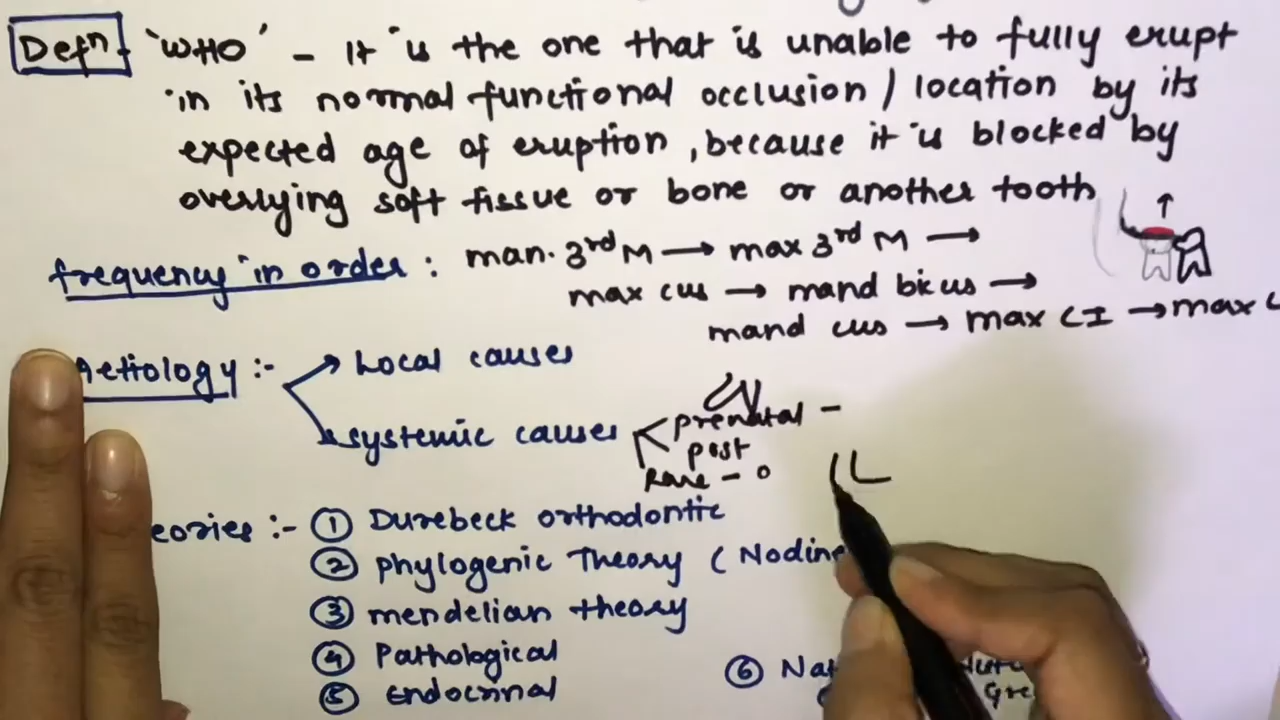 Defn - 'WHO' - It is the one that is unable to fully erupt
in its normal functional occlusion / location by its
expected age of eruption, because it is blocked by
overlying soft tissue or bone or another tooth
frequency in order : man. 3rd M → max 3rd M →
max cus → mand bicus →
mand cus → max CI → max
Aetiology :- Local causes
systemic causes
prenatal -
post
Rare -
eories :- ① Durebeck orthodontic
② phylogenic Theory ( Nodine
③ mendelian theory
④ Pathological
⑤ Endocrinal
⑥